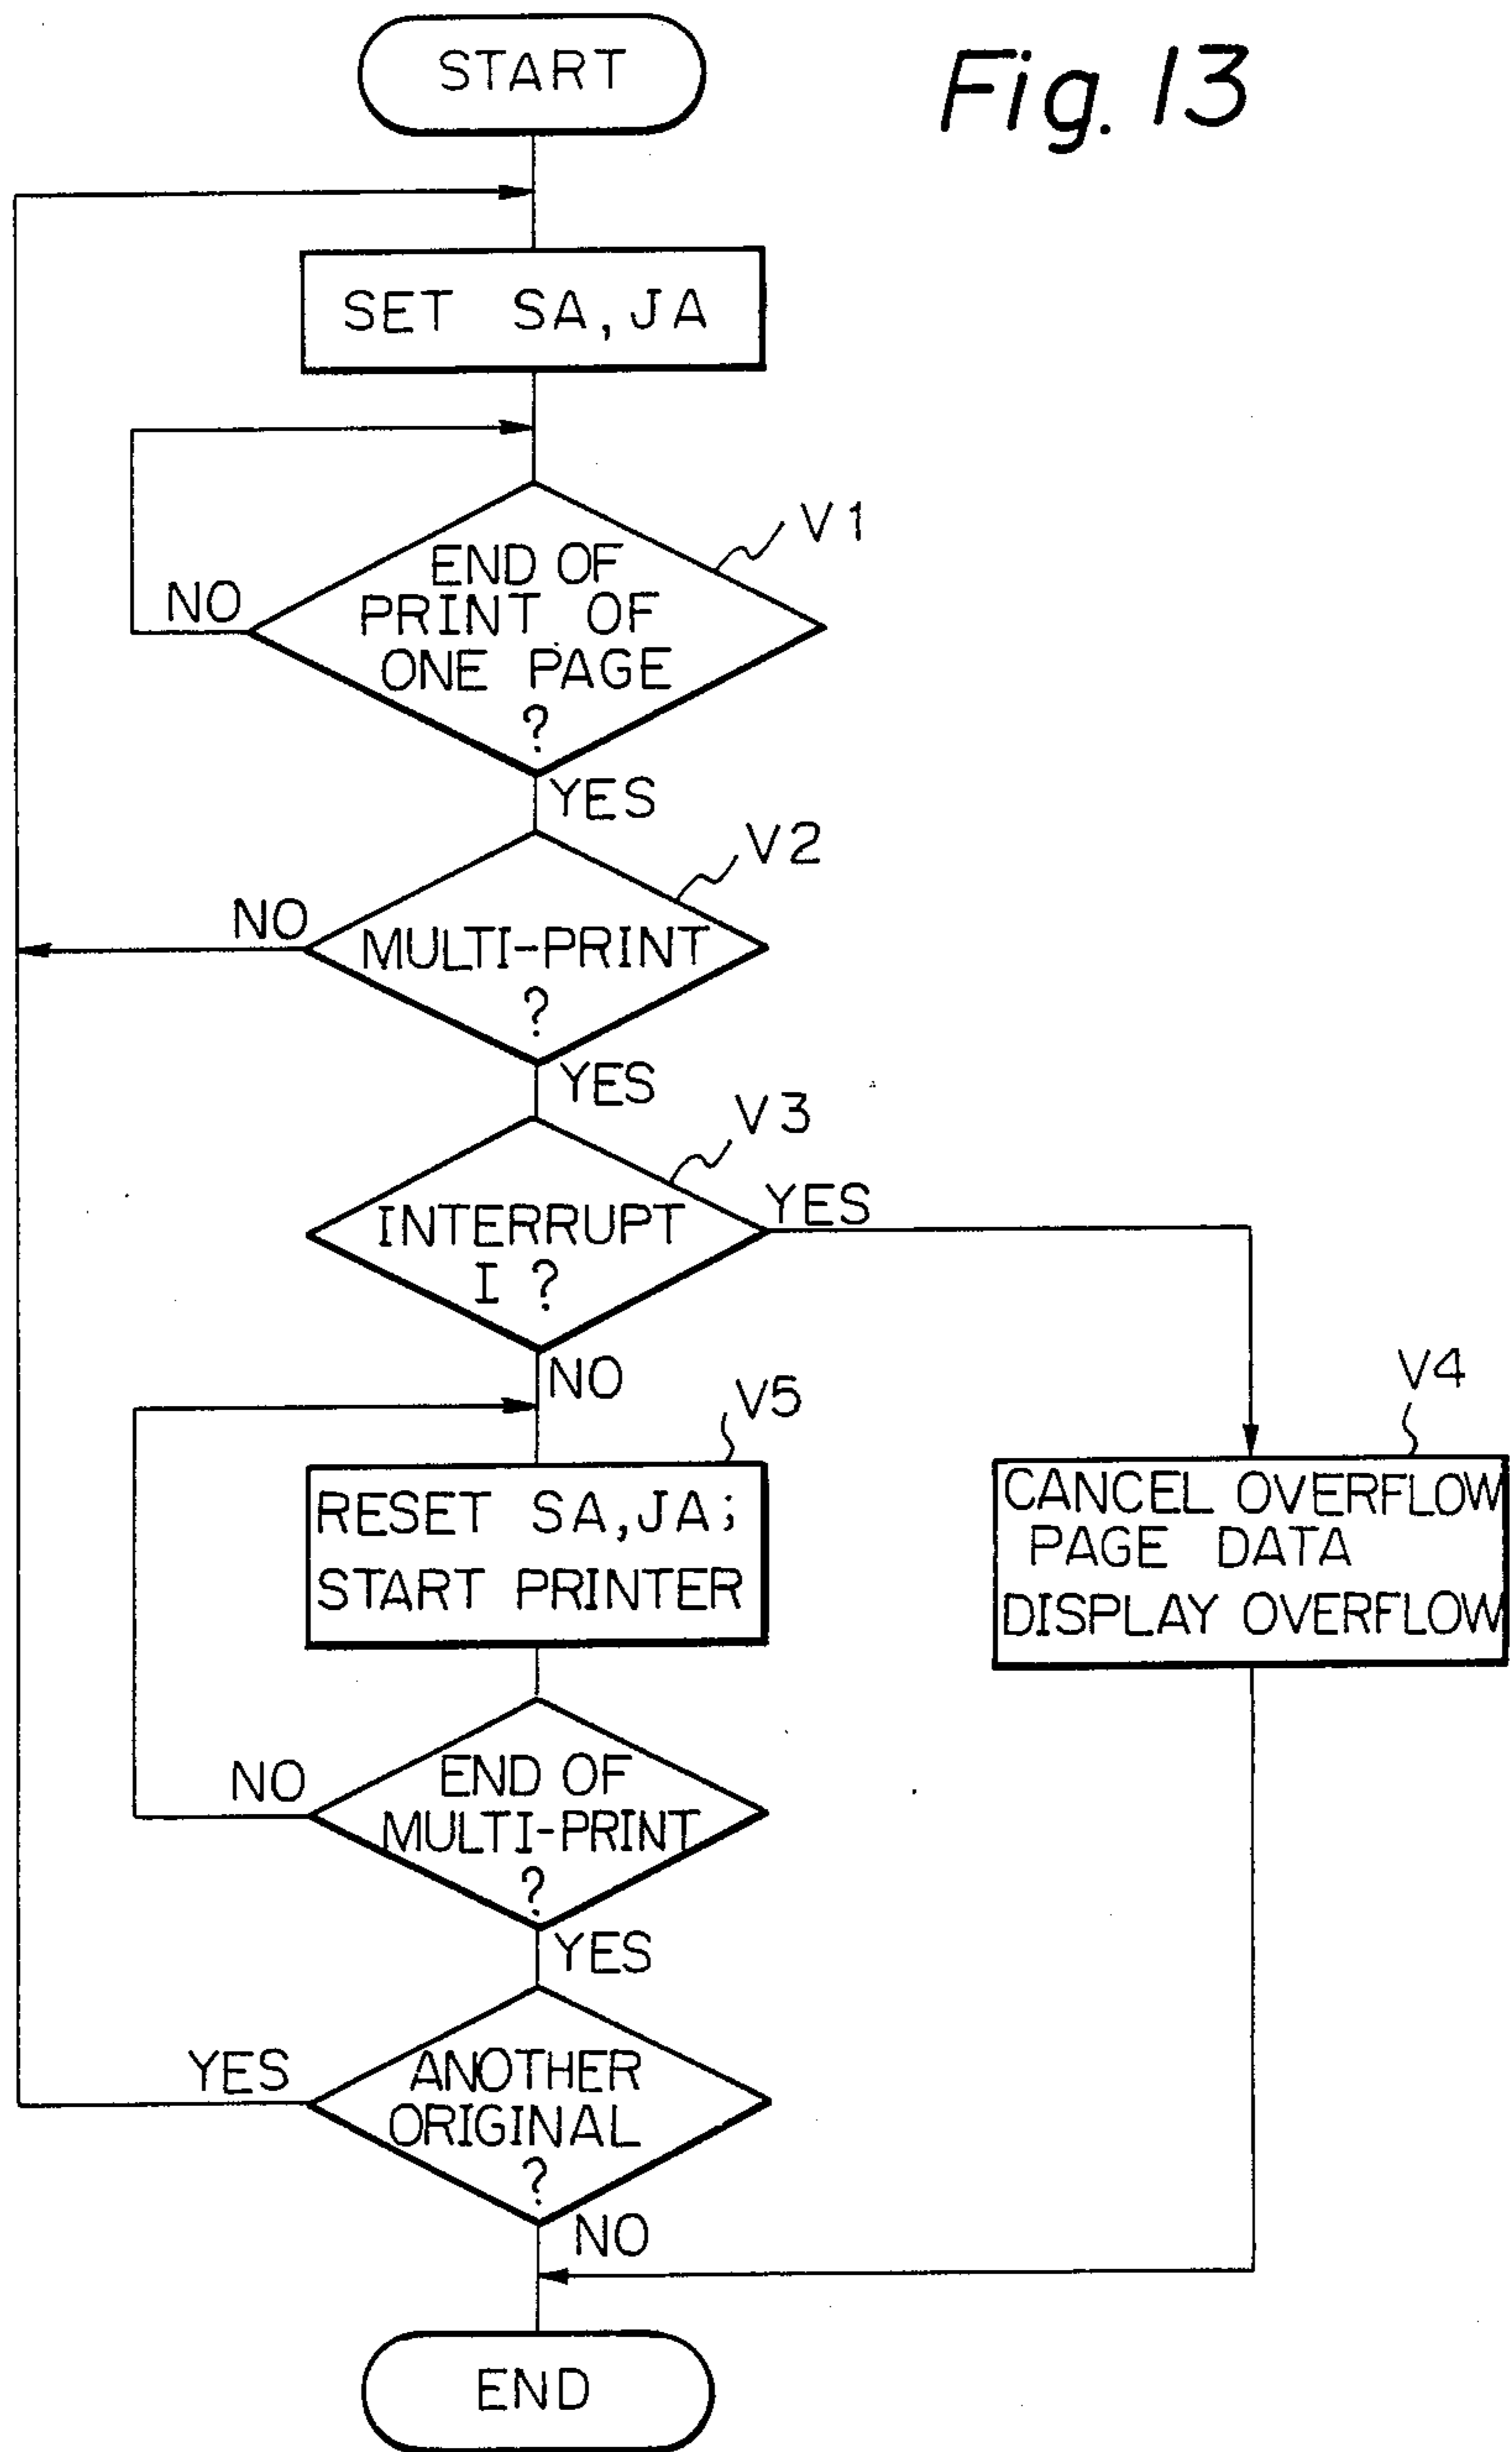 START
Fig. 13
SET SA, JA
V1
END OF
PRINT OF
ONE PAGE
?
NO
YES
V2
NO
MULTI-PRINT
?
YES
V3
INTERRUPT
I ?
YES
NO
V5
V4
RESET SA, JA;
START PRINTER
CANCEL OVERFLOW
PAGE DATA
DISPLAY OVERFLOW
NO
END OF
MULTI-PRINT
?
YES
YES
ANOTHER
ORIGINAL
?
NO
END